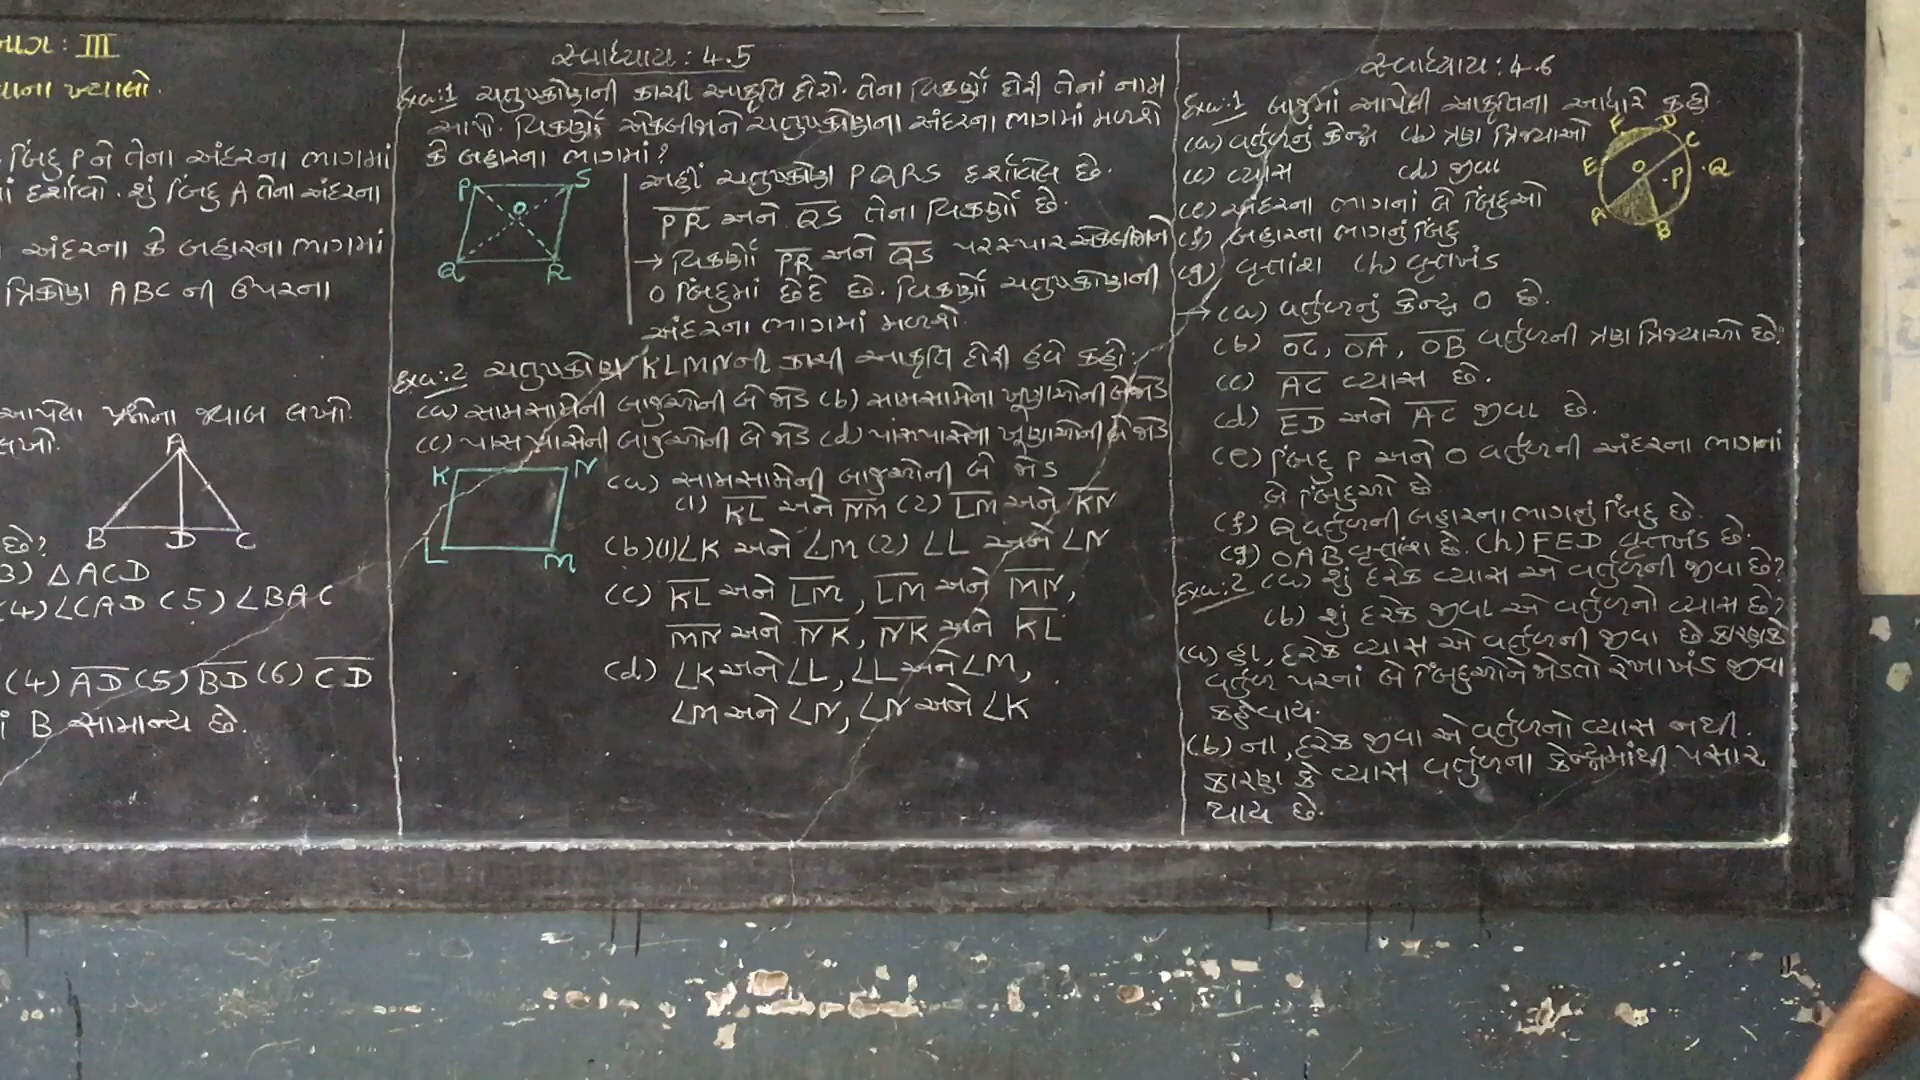 ભાગ : III
ખ્યાલો.
બિંદુ P ને તેના અંદરના ભાગમાં
દર્શાવો. શું બિંદુ A તેના અંદરના
અંદરના કે બહારના ભાગમાં
ત્રિકોણ ABC ની ઉપરના
આપેલા પ્રશ્નોના જવાબ લખો.
લખો.
A
B D C
છે?
3) △ACD
(4) ∠CAD (5) ∠BAC
(4) AD (5) BD (6) CD
B સામાન્ય છે.
સ્વાધ્યાય : 4.5
Exa:1 ચતુષ્કોણની કાચી આકૃતિ દોરો. તેના વિકર્ણો દોરી તેનાં નામ
આપો. વિકર્ણો એકબીજાને ચતુષ્કોણના અંદરના ભાગમાં મળશે
કે બહારના ભાગમાં?
P S
O
Q R
અહીં ચતુષ્કોણ PQRS દર્શાવેલ છે.
PR અને QS તેના વિકર્ણો છે.
→ વિકર્ણો PR અને QS પરસ્પર એકબીજાને
O બિંદુમાં છેદે છે. વિકર્ણો ચતુષ્કોણની
અંદરના ભાગમાં મળશે.
Exa:2 ચતુષ્કોણ KLMN ની કાચી આકૃતિ દોરી હવે કહો:
(a) સામસામેની બાજુઓની બે જોડ (b) સામસામેના ખૂણાઓની બે જોડ
(c) પાસપાસેની બાજુઓની બે જોડ (d) પાસપાસેના ખૂણાઓની બે જોડ
K N
L M
(a) સામસામેની બાજુઓની બે જોડ
(1) KL અને NM (2) LM અને KN
(b) (1) ∠K અને ∠M (2) ∠L અને ∠N
(c) KL અને LM, LM અને MN,
MN અને NK, NK અને KL
(d) ∠K અને ∠L, ∠L અને ∠M,
∠M અને ∠N, ∠N અને ∠K
સ્વાધ્યાય : 4.6
Exa:1 બાજુમાં આપેલી આકૃતિના આધારે કહો.
(a) વર્તુળનું કેન્દ્ર (b) ત્રણ ત્રિજ્યાઓ
(c) વ્યાસ (d) જીવા
(e) અંદરના ભાગનાં બે બિંદુઓ
(f) બહારના ભાગનું બિંદુ
(g) વૃત્તાંશ (h) વૃત્તખંડ
F D
C
E O .P .Q
A B
→ (a) વર્તુળનું કેન્દ્ર O છે.
(b) OC, OA, OB વર્તુળની ત્રણ ત્રિજ્યાઓ છે.
(c) AC વ્યાસ છે.
(d) ED અને AC જીવા છે.
(e) બિંદુ P અને O વર્તુળની અંદરના ભાગનાં
બે બિંદુઓ છે
(f) Q વર્તુળની બહારના ભાગનું બિંદુ છે.
(g) OAB વૃત્તાંશ છે. (h) FED વૃત્તખંડ છે.
Exa:2 (a) શું દરેક વ્યાસ એ વર્તુળની જીવા છે?
(b) શું દરેક જીવા એ વર્તુળનો વ્યાસ છે?
(a) હા, દરેક વ્યાસ એ વર્તુળની જીવા છે કારણકે
વર્તુળ પરનાં બે બિંદુઓને જોડતો રેખાખંડ જીવા
કહેવાય.
(b) ના, દરેક જીવા એ વર્તુળનો વ્યાસ નથી.
કારણ કે વ્યાસ વર્તુળના કેન્દ્રમાંથી પસાર
થાય છે.